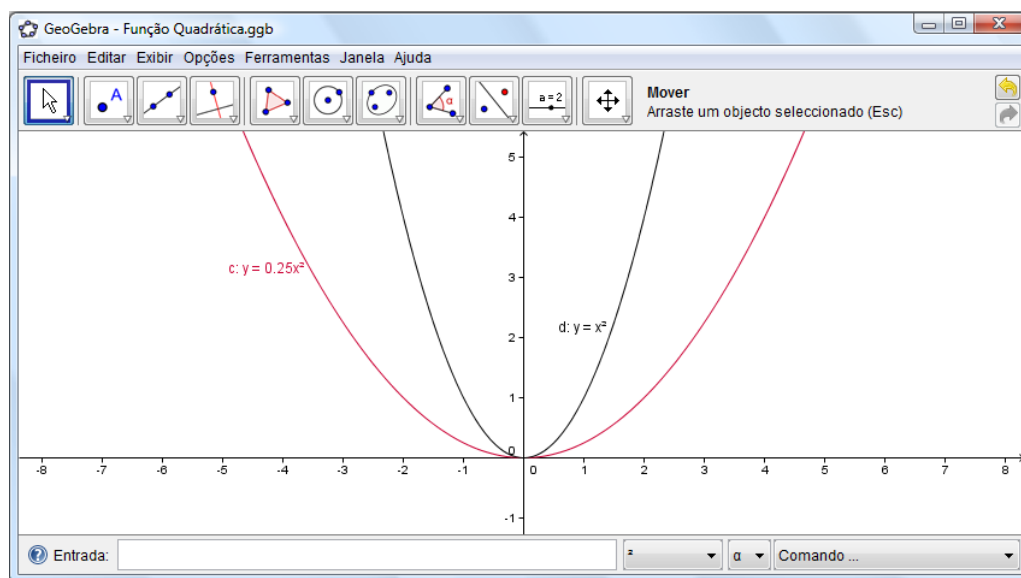 GeoGebra - Função Quadrática.ggb
Ficheiro Editar Exibir Opções Ferramentas Janela Ajuda
A
α
a = 2
Mover
Arraste um objecto seleccionado (Esc)
5
4
3
2
1
0
-1
c: y = 0.25x²
d: y = x²
-8 -7 -6 -5 -4 -3 -2 -1 0 1 2 3 4 5 6 7 8
Entrada:
² α Comando ...